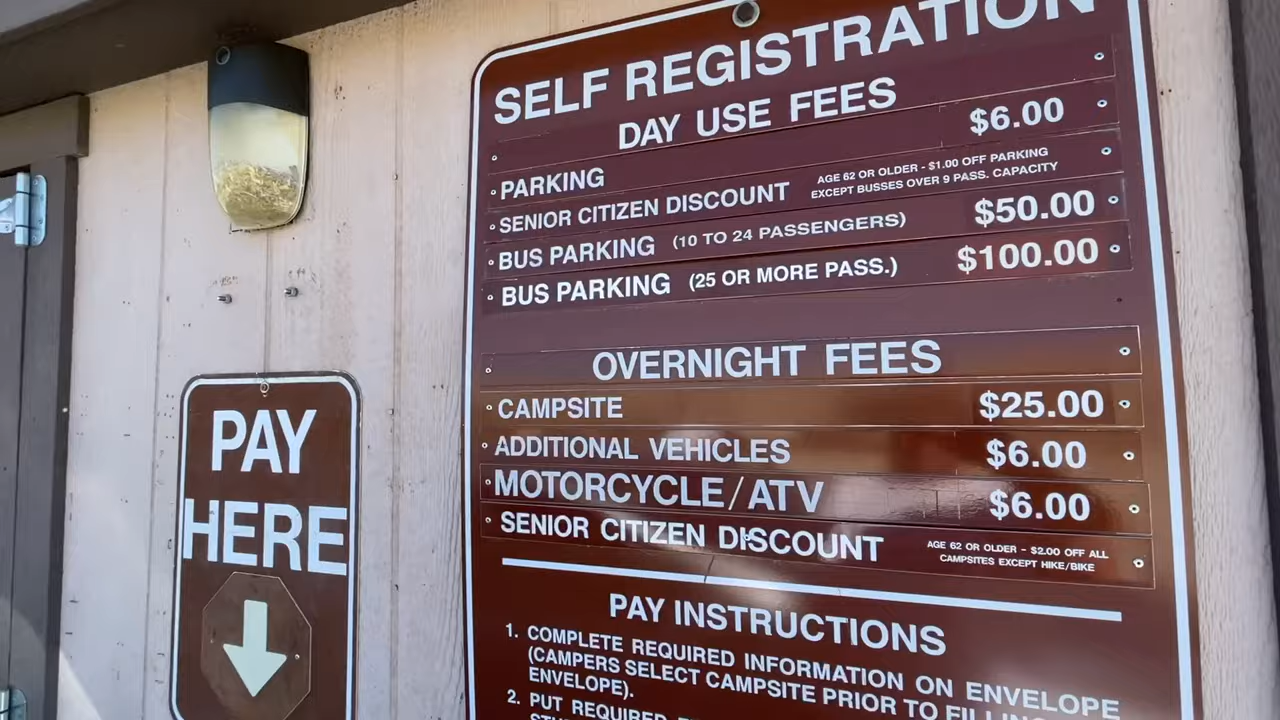 SELF REGISTRATION
DAY USE FEES
PARKING $6.00
SENIOR CITIZEN DISCOUNT AGE 62 OR OLDER - $1.00 OFF PARKING
EXCEPT BUSSES OVER 9 PASS. CAPACITY
BUS PARKING (10 TO 24 PASSENGERS) $50.00
BUS PARKING (25 OR MORE PASS.) $100.00
OVERNIGHT FEES
CAMPSITE $25.00
ADDITIONAL VEHICLES $6.00
MOTORCYCLE/ATV $6.00
SENIOR CITIZEN DISCOUNT AGE 62 OR OLDER - $2.00 OFF ALL
CAMPSITES EXCEPT HIKE/BIKE
PAY INSTRUCTIONS
1. COMPLETE REQUIRED INFORMATION ON ENVELOPE
(CAMPERS SELECT CAMPSITE PRIOR TO
ENVELOPE).
2. PUT REQUIRED
PAY
HERE